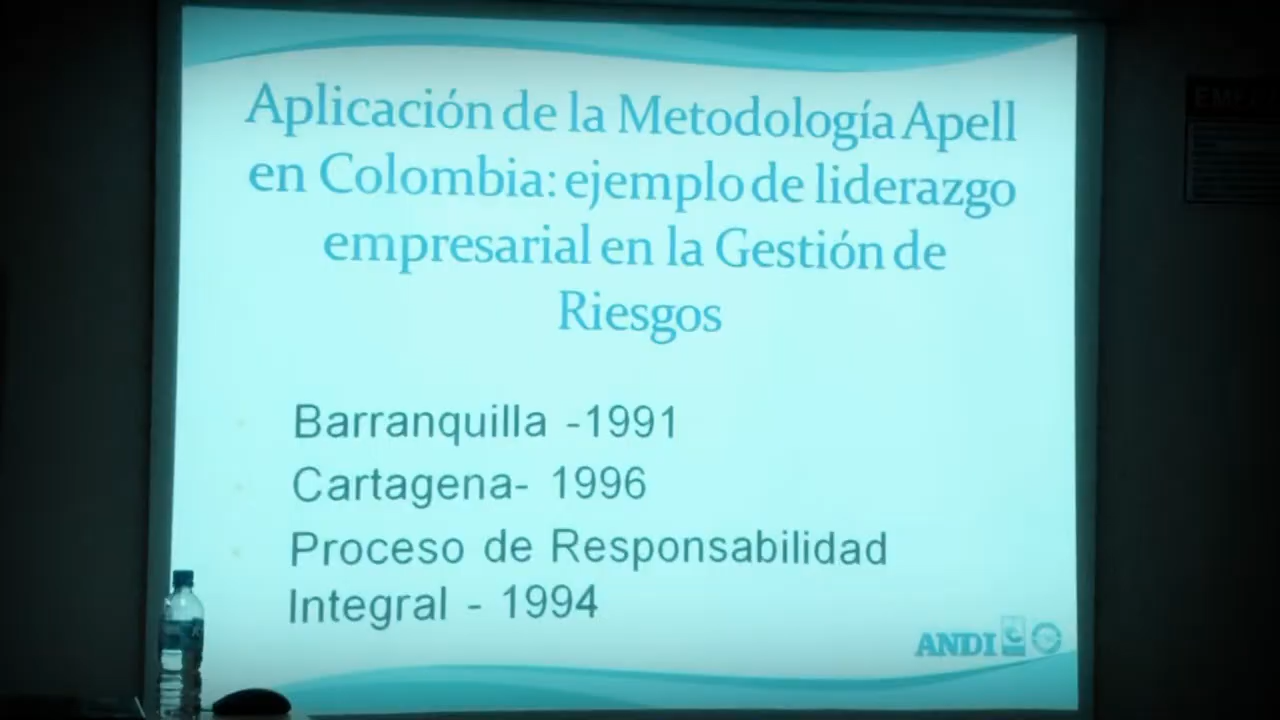 Aplicación de la Metodología Apell
en Colombia: ejemplo de liderazgo
empresarial en la Gestión de
Riesgos
Barranquilla -1991
Cartagena- 1996
Proceso de Responsabilidad
Integral - 1994
ANDI